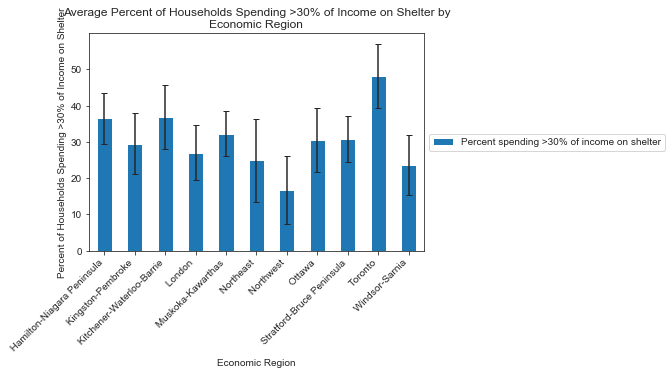 Average Percent of Households Spending >30% of Income on Shelter by
Economic Region
Percent of Households Spending >30% of Income on Shelter
50
40
30
20
10
0
Percent spending >30% of income on shelter
Hamilton-Niagara Peninsula
Kingston-Pembroke
Kitchener-Waterloo-Barrie
London
Muskoka-Kawarthas
Northeast
Northwest
Ottawa
Stratford-Bruce Peninsula
Toronto
Windsor-Sarnia
Economic Region